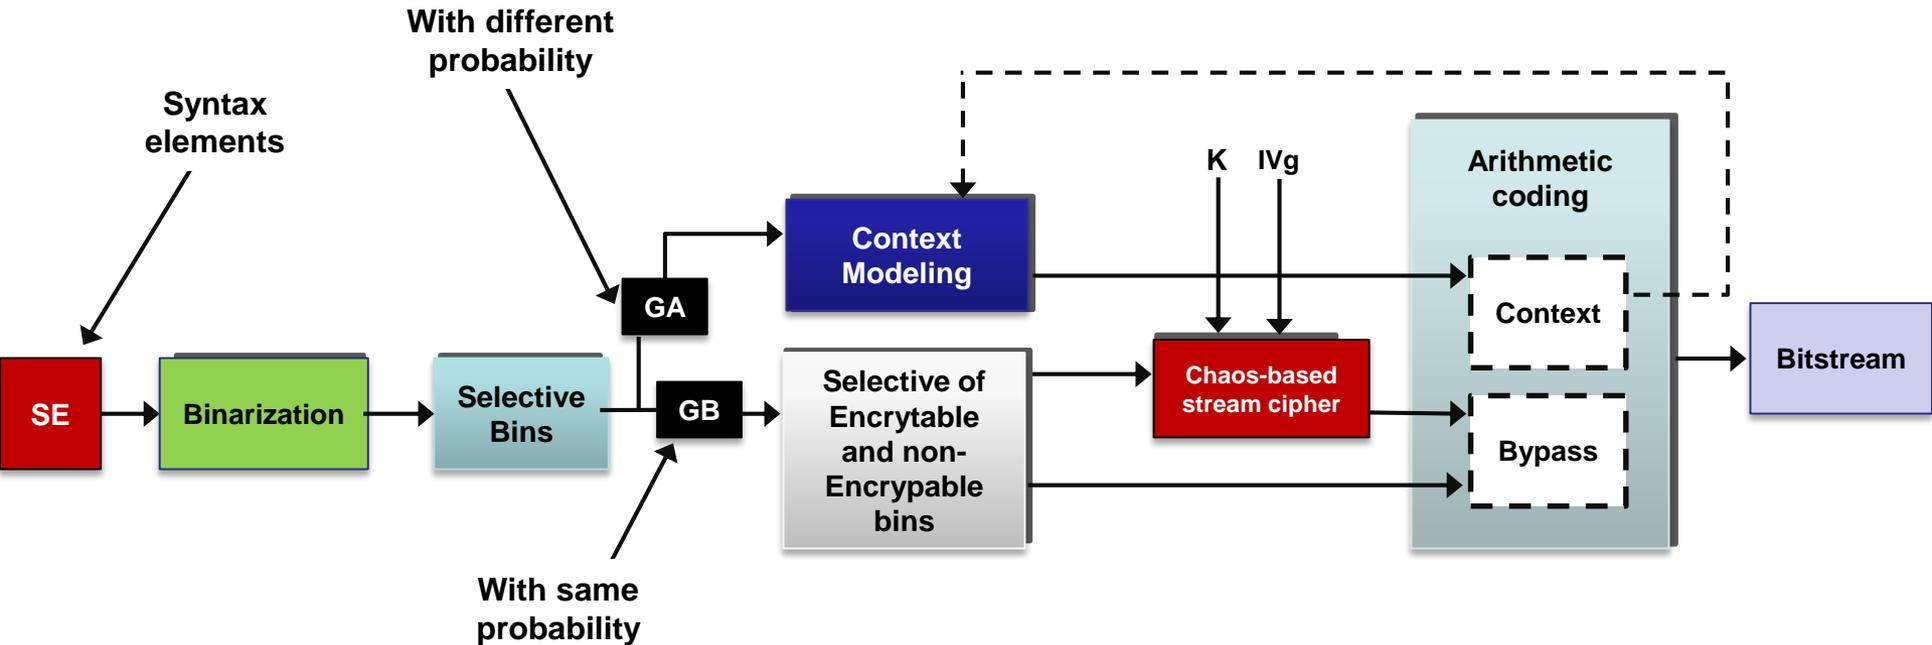 With different
probability
Syntax
elements
K IVg
Arithmetic
coding
Context
Modeling
GA
Context
SE
Binarization
Selective
Bins
GB
Selective of
Encrytable
and non-
Encrypable
bins
Chaos-based
stream cipher
Bypass
Bitstream
With same
probability